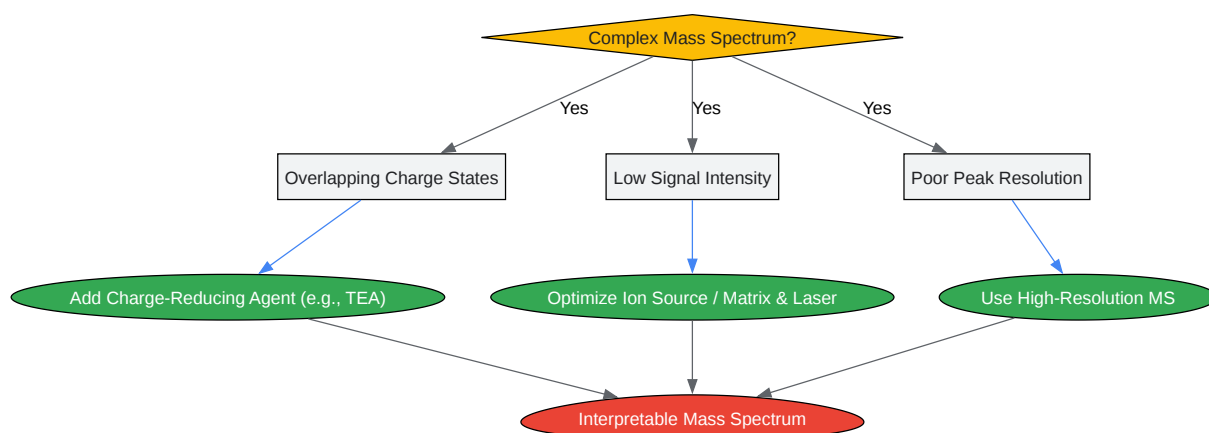 Complex Mass Spectrum?
Yes
Yes
Yes
Overlapping Charge States
Low Signal Intensity
Poor Peak Resolution
Add Charge-Reducing Agent (e.g., TEA)
Optimize Ion Source / Matrix & Laser
Use High-Resolution MS
Interpretable Mass Spectrum